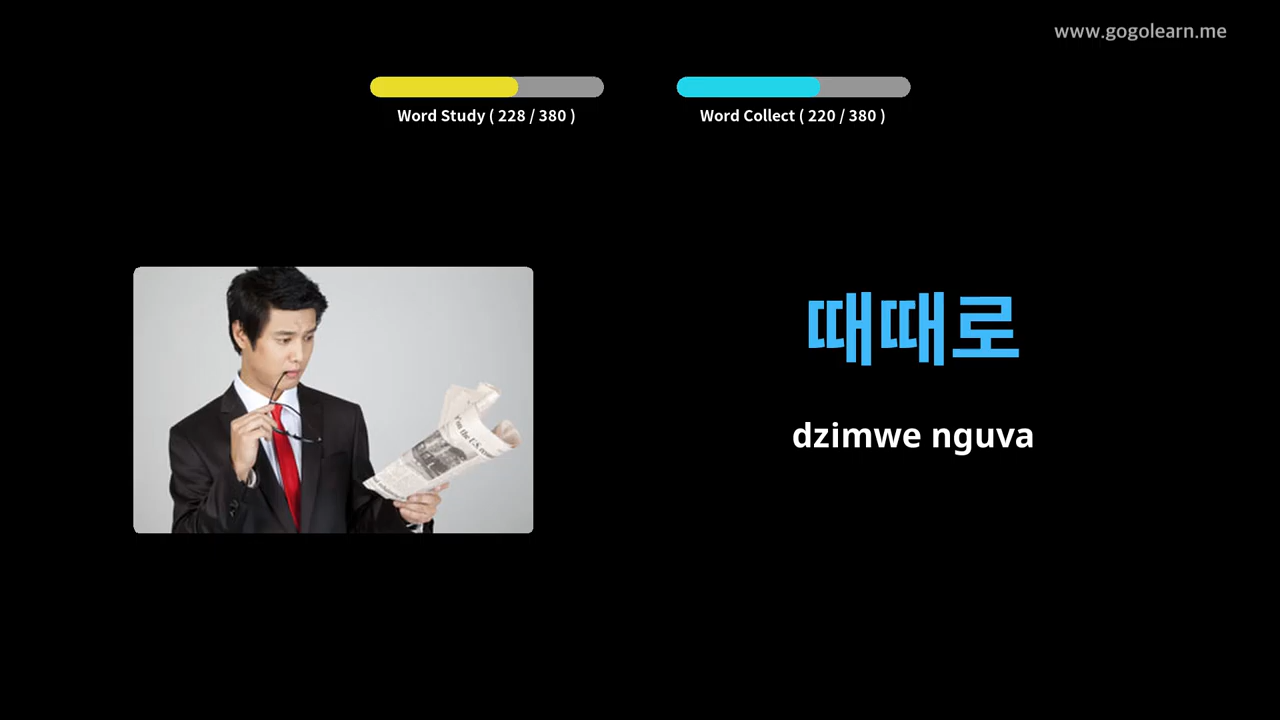 www.gogolearn.me
Word Study ( 228 / 380 )
Word Collect ( 220 / 380 )
때때로
dzimwe nguva